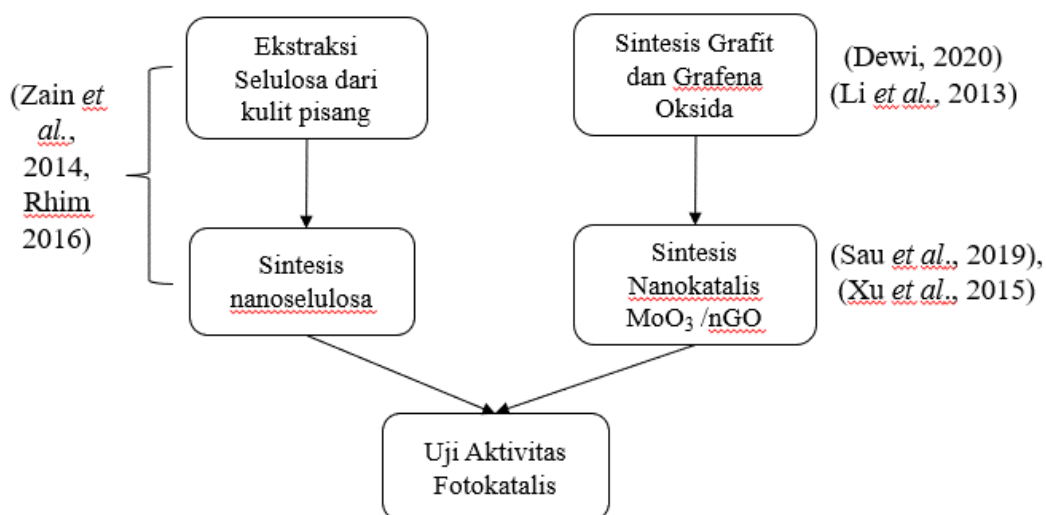 Ekstraksi
Selulosa dari
kulit pisang
Sintesis Grafit
dan Grafena
Oksida
(Dewi, 2020)
(Li et al., 2013)
(Zain et
al.,
2014,
Rhim
2016)
Sintesis
nanoselulosa
Sintesis
Nanokatalis
MoO₃ /nGO
(Sau et al., 2019),
(Xu et al., 2015)
Uji Aktivitas
Fotokatalis